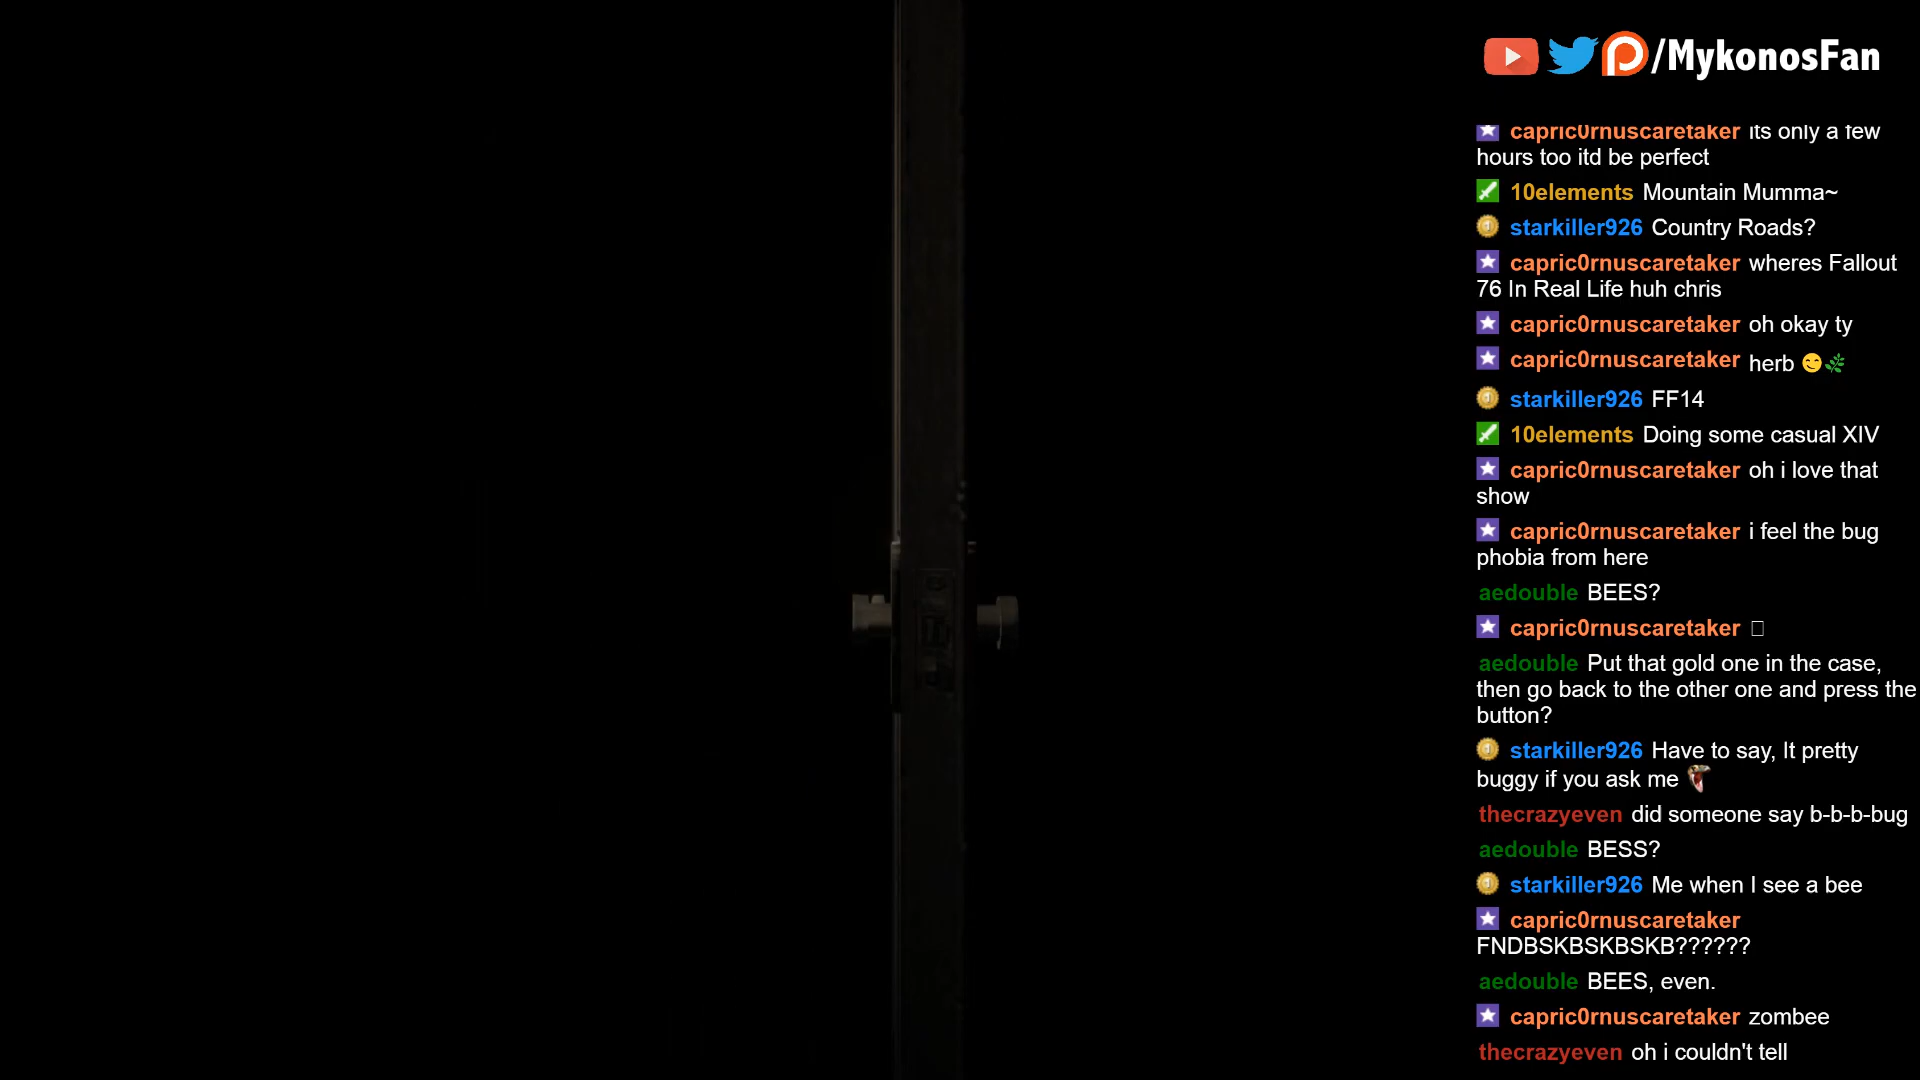 /MykonosFan
capric0rnuscaretaker its only a few
hours too itd be perfect
10elements Mountain Mumma~
starkiller926 Country Roads?
capric0rnuscaretaker wheres Fallout
76 In Real Life huh chris
capric0rnuscaretaker oh okay ty
capric0rnuscaretaker herb 😊🌿
starkiller926 FF14
10elements Doing some casual XIV
capric0rnuscaretaker oh i love that
show
capric0rnuscaretaker i feel the bug
phobia from here
aedouble BEES?
capric0rnuscaretaker
aedouble Put that gold one in the case,
then go back to the other one and press the
button?
starkiller926 Have to say, It pretty
buggy if you ask me
thecrazyeven did someone say b-b-b-bug
aedouble BESS?
starkiller926 Me when I see a bee
capric0rnuscaretaker
FNDBSKBSKBSKB??????
aedouble BEES, even.
capric0rnuscaretaker zombee
thecrazyeven oh i couldn't tell